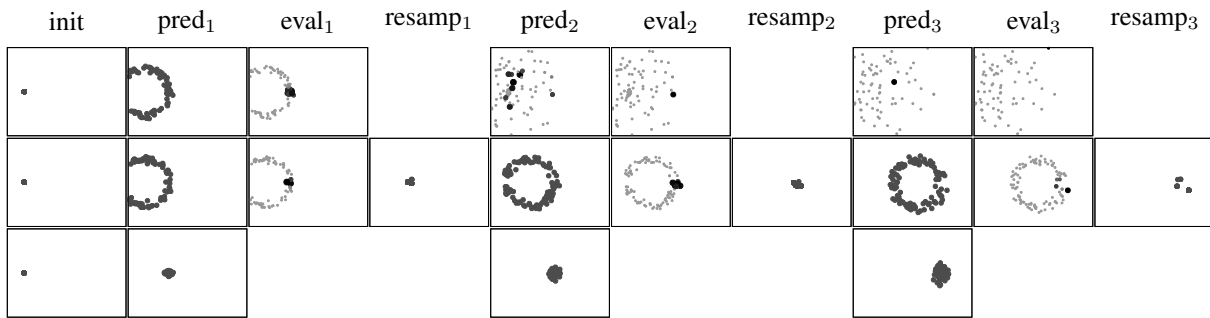 init pred₁ eval₁ resamp₁ pred₂ eval₂ resamp₂ pred₃ eval₃ resamp₃